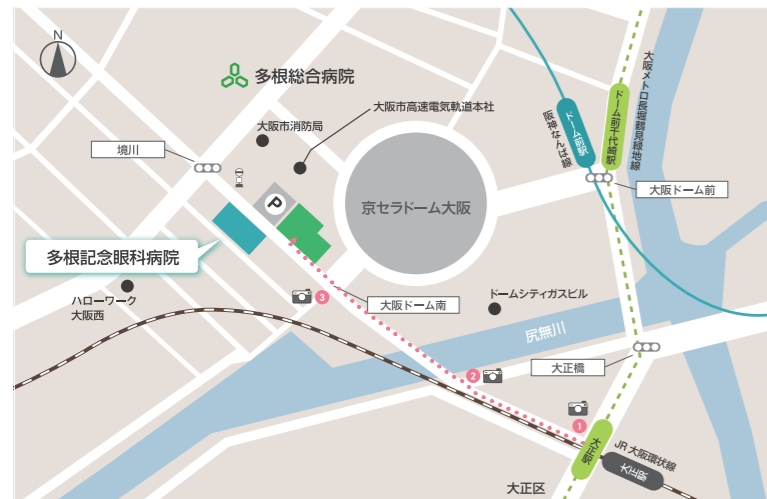 N
多根総合病院
大阪市高速電気軌道本社
大阪市消防局
境川
P
京セラドーム大阪
ドーム前駅
阪神なんば線
ドーム前千代崎駅
大阪メトロ長堀鶴見緑地線
大阪ドーム前
多根記念眼科病院
ハローワーク
大阪西
3
大阪ドーム南
ドームシティガスビル
尻無川
大正橋
2
1
大正駅
JR大阪環状線
大正駅
大正区